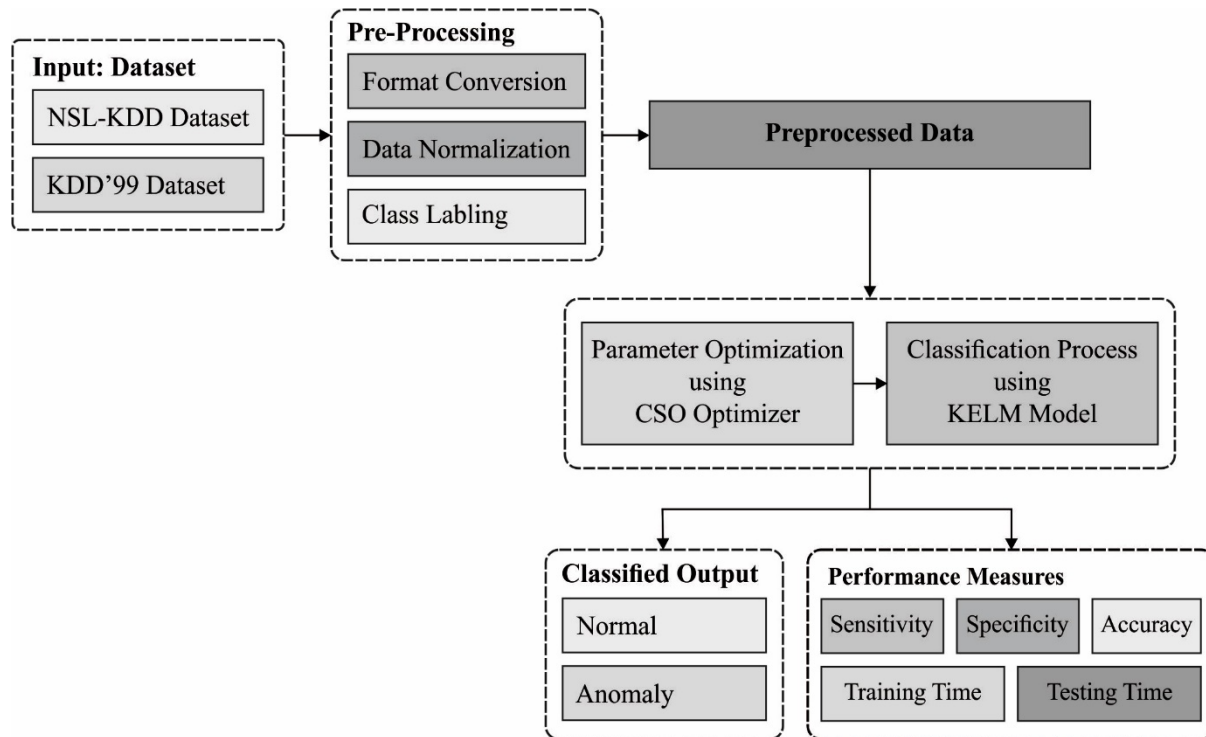 Input: Dataset
NSL-KDD Dataset
KDD’99 Dataset
Pre-Processing
Format Conversion
Data Normalization
Class Labling
Preprocessed Data
Parameter Optimization
using
CSO Optimizer
Classification Process
using
KELM Model
Classified Output
Normal
Anomaly
Performance Measures
Sensitivity
Specificity
Accuracy
Training Time
Testing Time